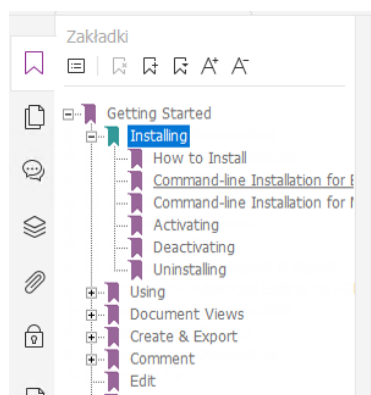 Zakładki
A+ A-
Getting Started
Installing
How to Install
Command-line Installation for
Command-line Installation for
Activating
Deactivating
Uninstalling
Using
Document Views
Create & Export
Comment
Edit